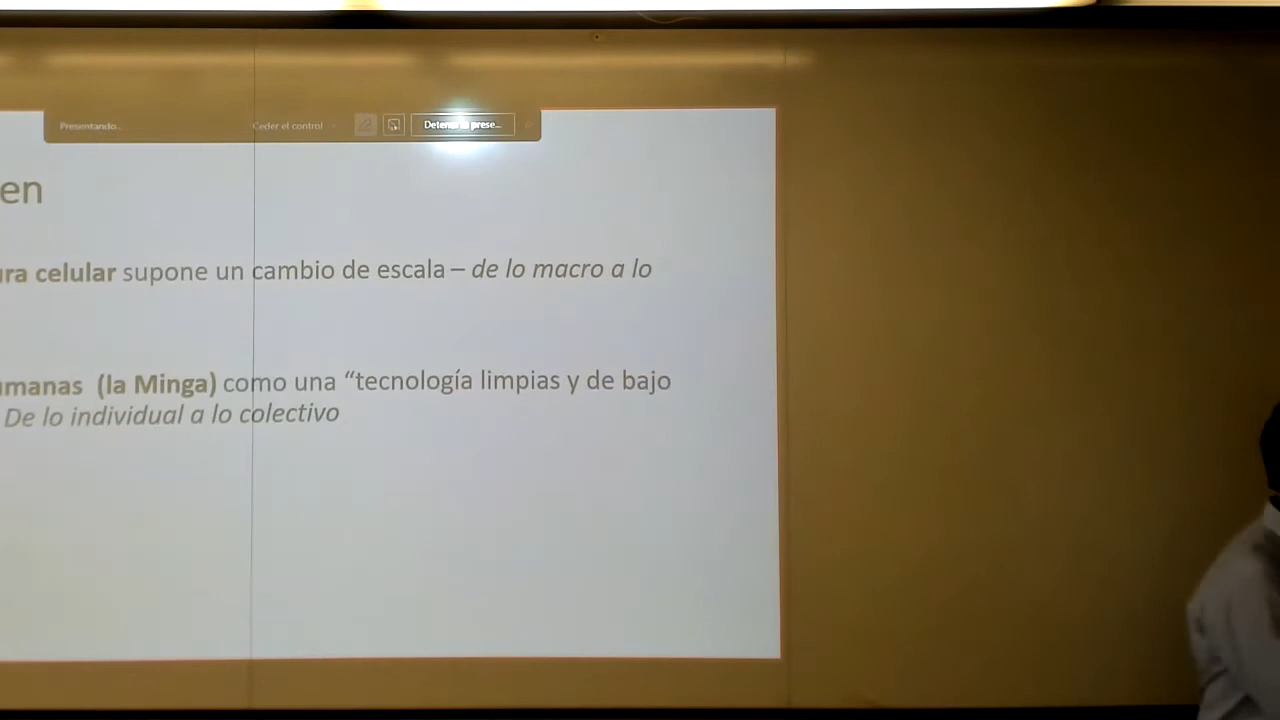 Presentando...
Ceder el control
Detener la prese...
en
ura celular supone un cambio de escala – de lo macro a lo
umanas (la Minga) como una “tecnología limpias y de bajo
De lo individual a lo colectivo